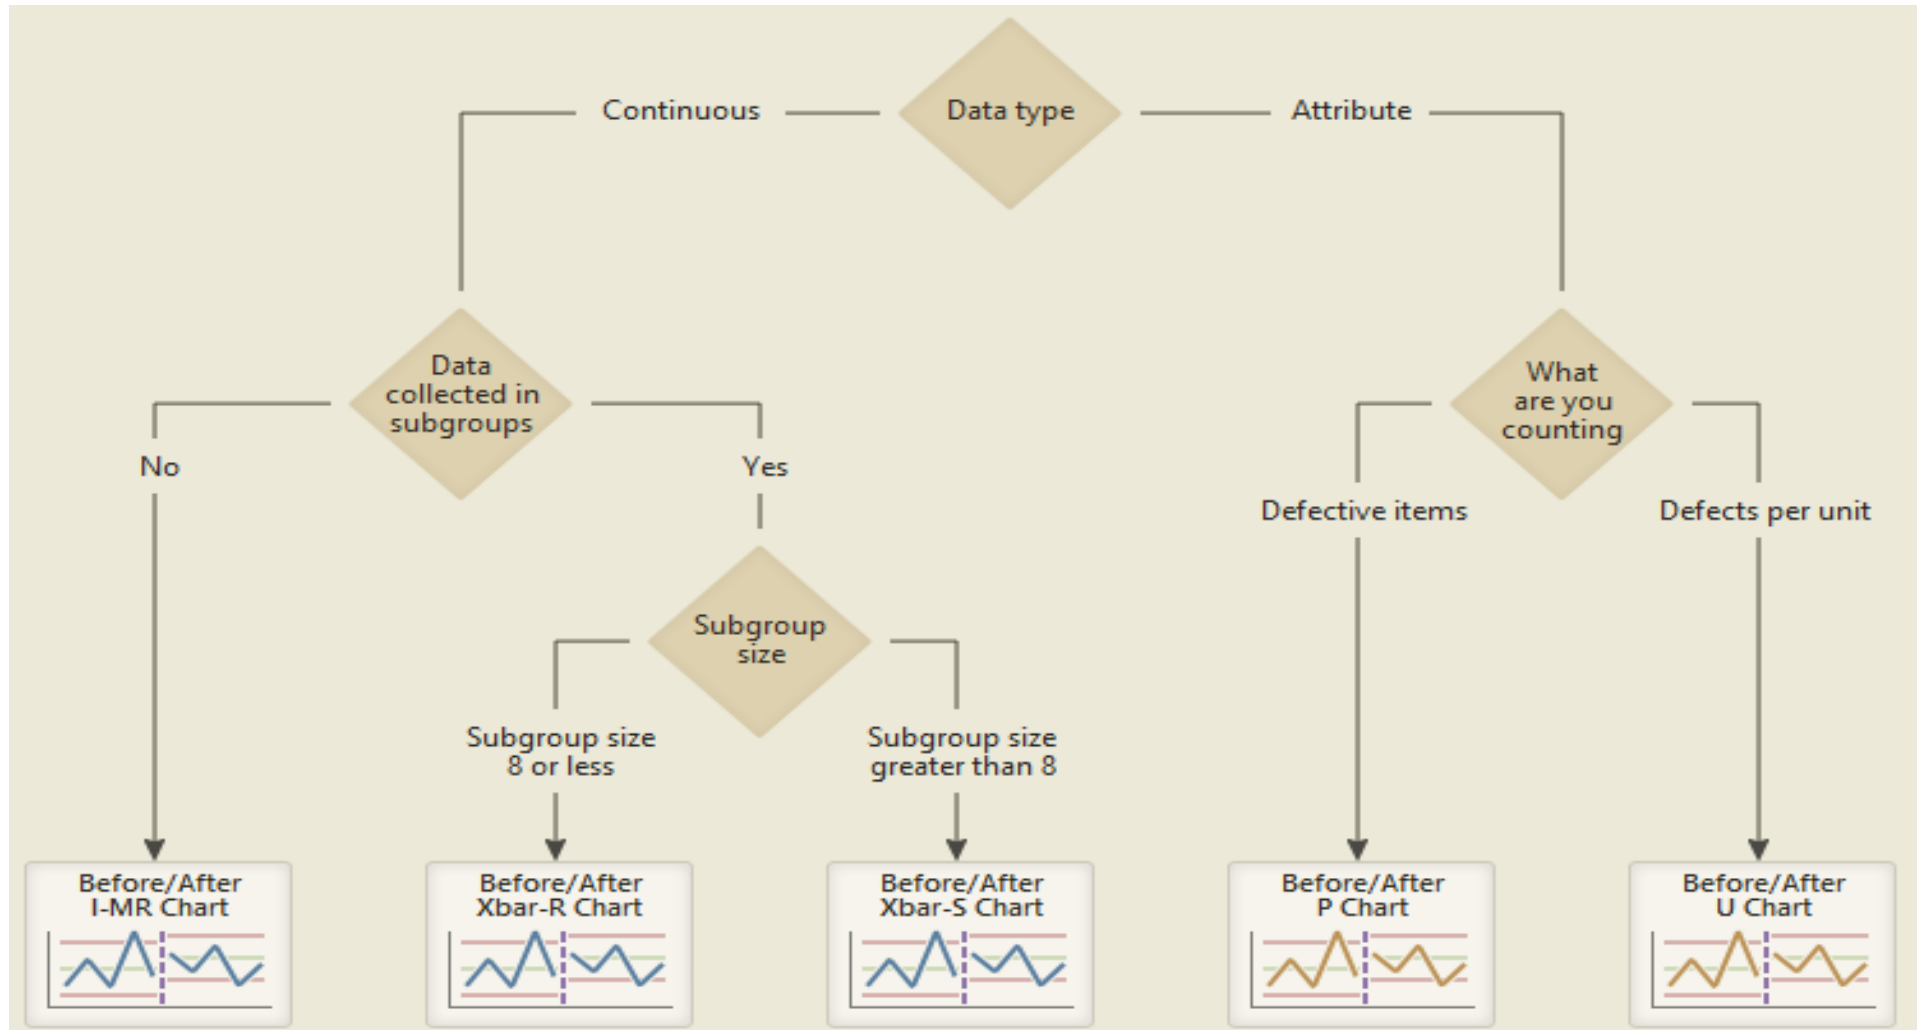 Data type
Continuous
Attribute
Data
collected in
subgroups
What
are you
counting
No
Yes
Defective items
Defects per unit
Subgroup
size
Subgroup size
8 or less
Subgroup size
greater than 8
Before/After
I-MR Chart
Before/After
Xbar-R Chart
Before/After
Xbar-S Chart
Before/After
P Chart
Before/After
U Chart